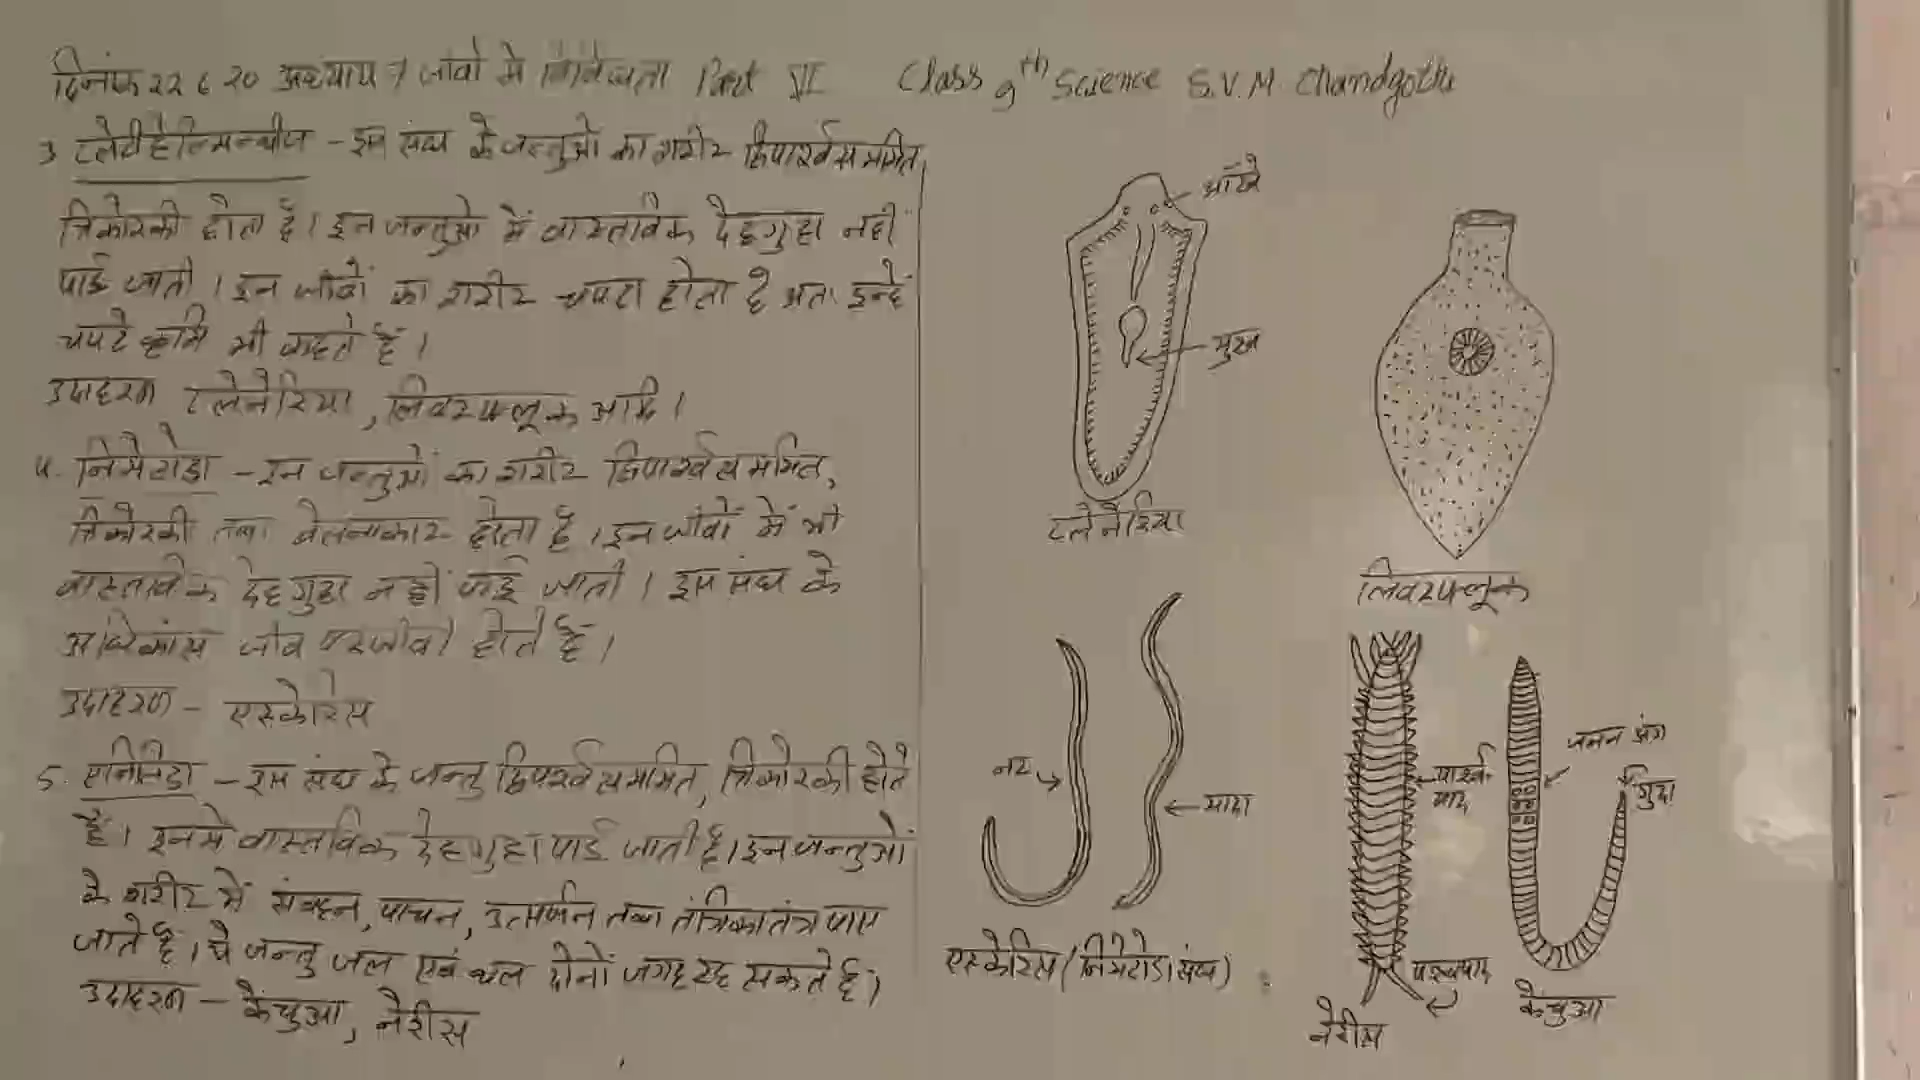 दिनांक 22 6 20 अध्याय 7 जीवों में विविधता Part VI Class 9th Science S.V.M. Chandgothi
3 प्लेटीहैल्मिन्थीज - इस संघ के जन्तुओं का शरीर द्विपार्श्वसममित,
त्रिकोरकी होता है। इन जन्तुओं में वास्तविक देहगुहा नहीं
पाई जाती। इन जीवों का शरीर चपटा होता है अतः इन्हें
चपटे कृमि भी कहते हैं।
उदाहरण प्लेनेरिया, लिवरफ्लूक आदि।
4. निमेटोडा - इन जन्तुओं का शरीर द्विपार्श्वसममित,
त्रिकोरकी तथा बेलनाकार होता है। इन जीवों में भी
वास्तविक देहगुहा नहीं पाई जाती। इस संघ के
अधिकांस जीव परजीवी होते हैं।
उदाहरण - एस्केरिस
5. एनिलिडा - इस संघ के जन्तु द्विपार्श्वसममित, त्रिकोरकी होते
हैं। इनमें वास्तविक देहगुहा पाई जाती है। इन जन्तुओं
के शरीर में संवहन, पाचन, उत्सर्जन तथा तंत्रिका तंत्र पाए
जाते हैं। ये जन्तु जल एवं थल दोनों जगह रह सकते हैं।
उदाहरण - केंचुआ, नेरीस
आँखें
मुख
प्लेनेरिया
लिवरफ्लूक
नर
मादा
एस्केरिस (निमेटोडा संघ)
पार्श्व-
पाद
नेरीस
जनन अंग
गुदा
केंचुआ